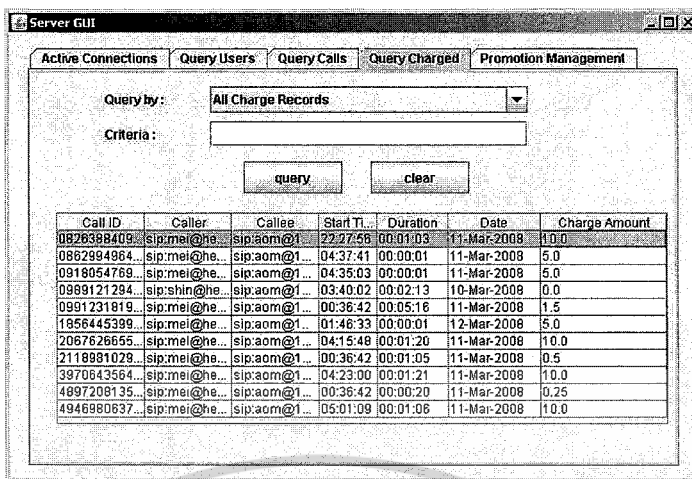 Server GUI
Active Connections Query Users Query Calls Query Charged Promotion Management
Query by : All Charge Records
Criteria :
query clear
Call ID Caller Callee Start Ti... Duration Date Charge Amount
0826388409... sip:mei@he... sip:aom@1... 22:27:56 00:01:03 11-Mar-2008 10.0
0862994964... sip:mei@he... sip:aom@1... 04:37:41 00:00:01 11-Mar-2008 5.0
0918054769... sip:mei@he... sip:aom@1... 04:35:03 00:00:01 11-Mar-2008 5.0
0989121294... sip:shin@he... sip:aom@1... 03:40:02 00:02:13 10-Mar-2008 0.0
0991231819... sip:mei@he... sip:aom@1... 00:36:42 00:05:16 11-Mar-2008 1.5
1856445399... sip:mei@he... sip:aom@1... 01:46:33 00:00:01 12-Mar-2008 5.0
2067626655... sip:mei@he... sip:aom@1... 04:15:48 00:01:20 11-Mar-2008 10.0
2118981029... sip:mei@he... sip:aom@1... 00:36:42 00:01:05 11-Mar-2008 0.5
3970643564... sip:mei@he... sip:aom@1... 04:23:00 00:01:21 11-Mar-2008 10.0
4897208135... sip:mei@he... sip:aom@1... 00:36:42 00:00:20 11-Mar-2008 0.25
4946980637... sip:mei@he... sip:aom@1... 05:01:09 00:01:06 11-Mar-2008 10.0